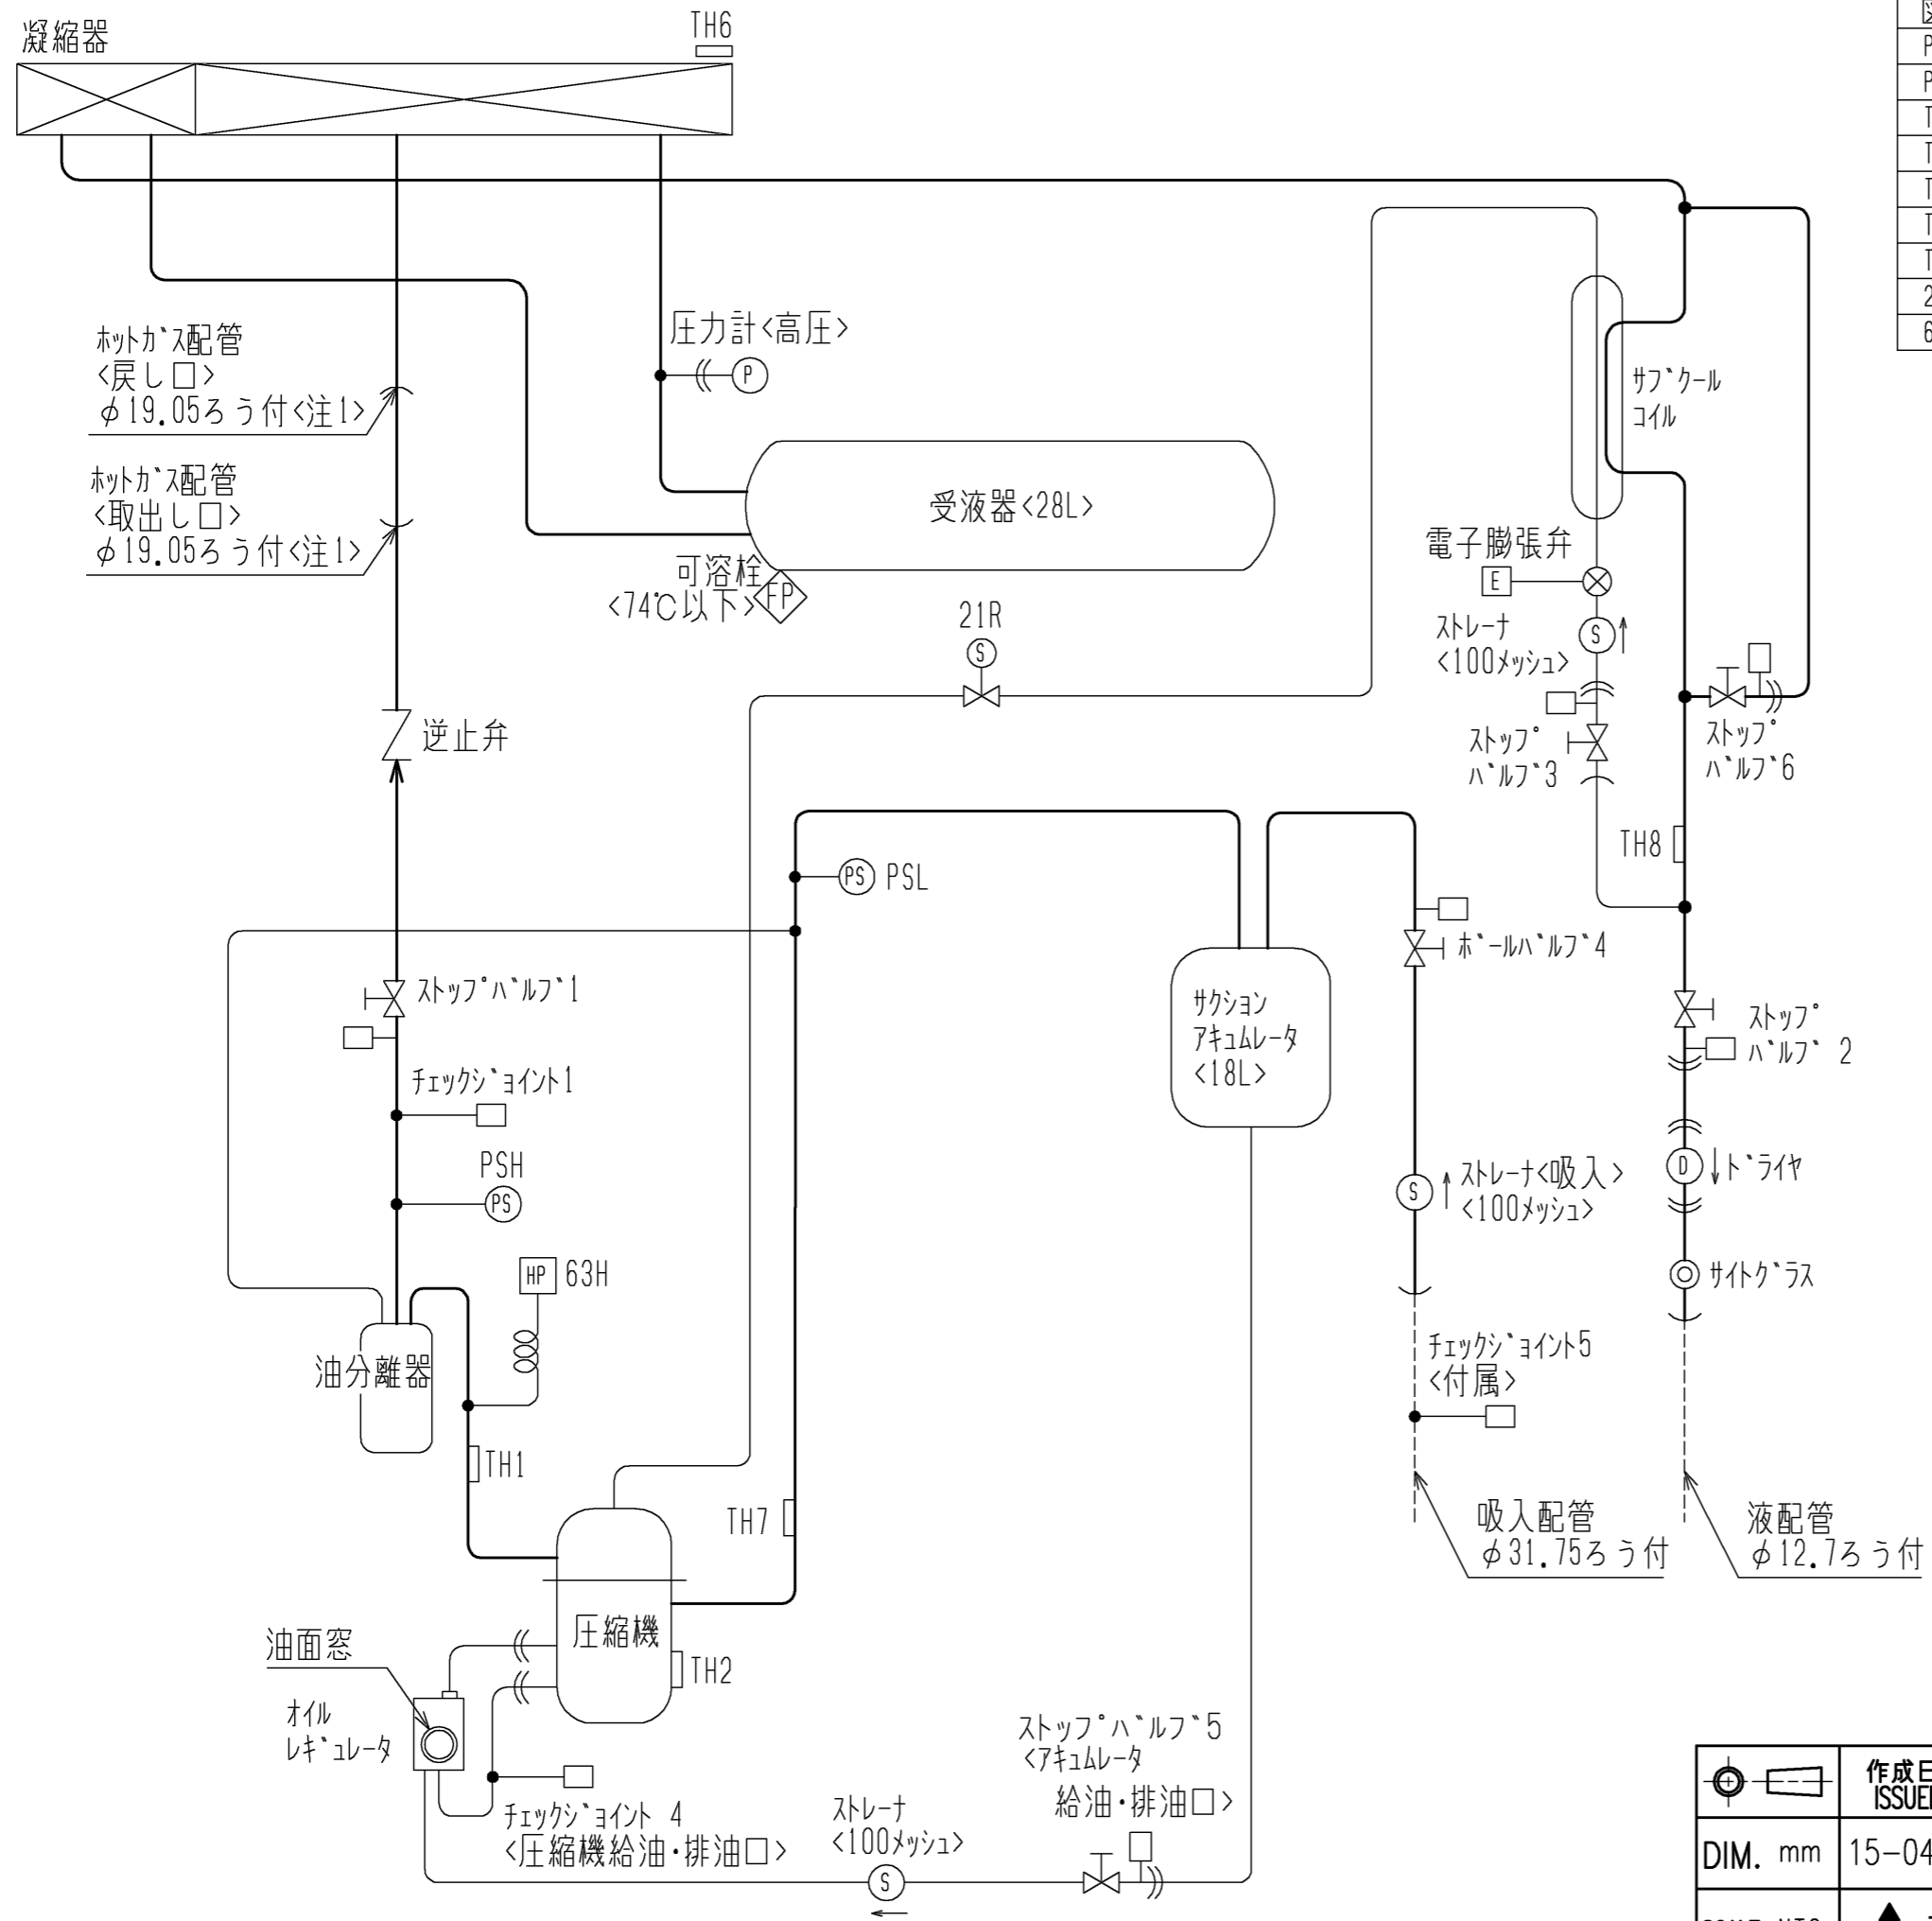 凝縮器
TH6
ホットガス配管
<戻し口>
φ19.05ろう付<注1>
ホットガス配管
<取出し口>
φ19.05ろう付<注1>
圧力計<高圧>
P
受液器<28L>
可溶栓
<74℃以下>
FP
サブクール
コイル
電子膨張弁
E
ストレーナ
<100メッシュ>
S
21R
S
逆止弁
ストップ
バルブ3
ストップ
バルブ6
TH8
PS PSL
ボールバルブ4
ストップバルブ1
サクション
アキュムレータ
<18L>
ストップ
バルブ 2
チェックジョイント1
PSH
PS
S
ストレーナ<吸入>
<100メッシュ>
D ドライヤ
HP 63H
サイトグラス
油分離器
チェックジョイント5
<付属>
TH1
TH7
吸入配管
φ31.75ろう付
液配管
φ12.7ろう付
圧縮機
油面窓
TH2
オイル
レギュレータ
ストップバルブ5
<アキュムレータ
給油・排油口>
チェックジョイント 4
<圧縮機給油・排油口>
ストレーナ
<100メッシュ>
S
P
P
T
T
T
T
T
2
6
作成日
ISSUED
DIM. mm
15-04